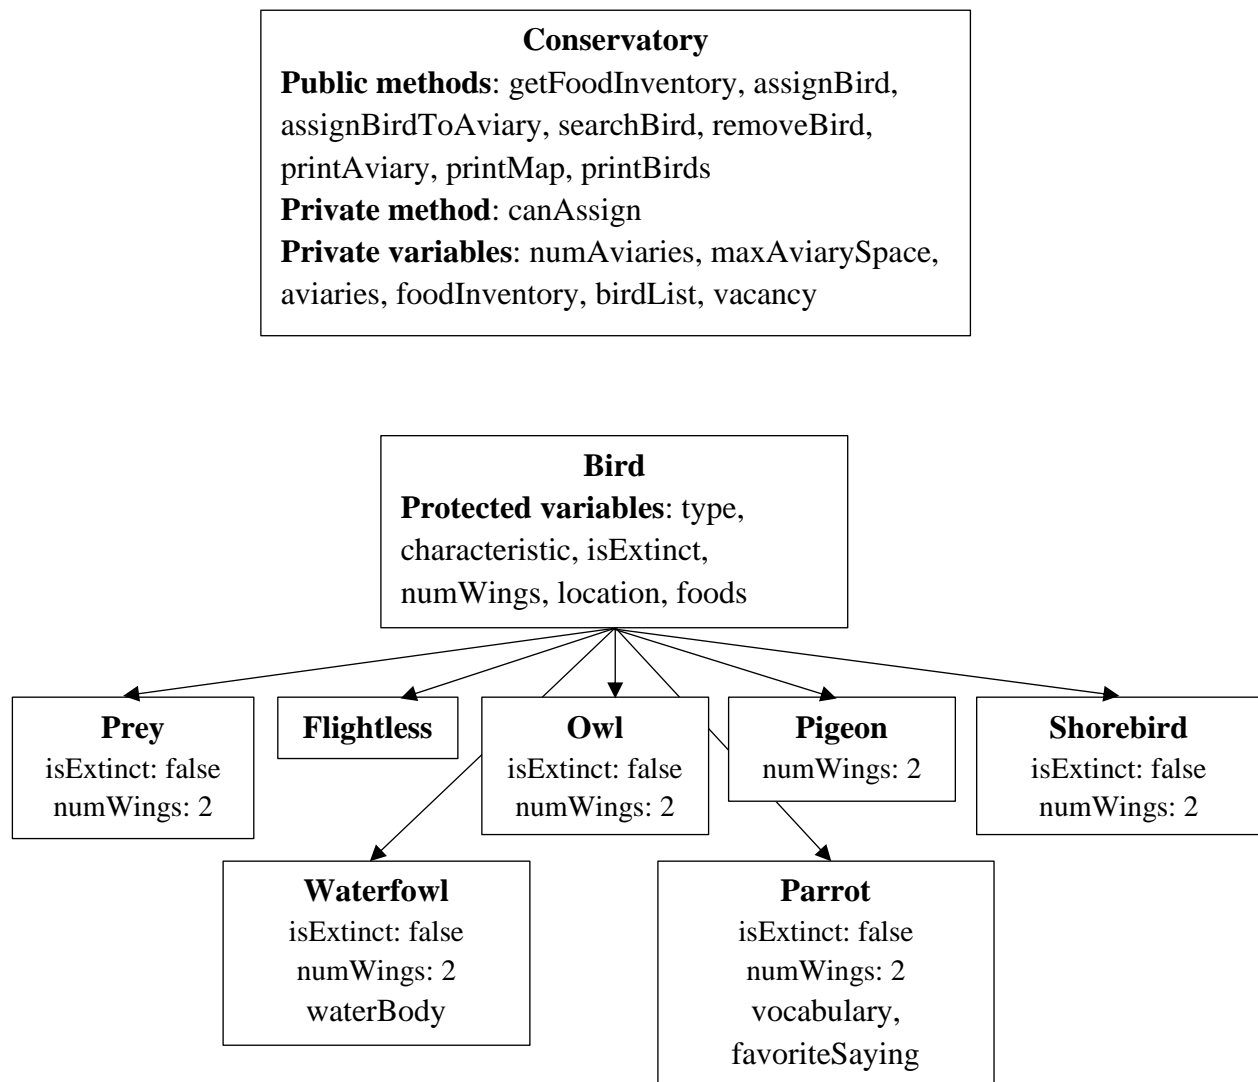 Conservatory
Public methods: getFoodInventory, assignBird,
assignBirdToAviary, searchBird, removeBird,
printAviary, printMap, printBirds
Private method: canAssign
Private variables: numAviaries, maxAviarySpace,
aviaries, foodInventory, birdList, vacancy
Bird
Protected variables: type,
characteristic, isExtinct,
numWings, location, foods
Prey
isExtinct: false
numWings: 2
Flightless
Owl
isExtinct: false
numWings: 2
Pigeon
numWings: 2
Shorebird
isExtinct: false
numWings: 2
Waterfowl
isExtinct: false
numWings: 2
waterBody
Parrot
isExtinct: false
numWings: 2
vocabulary,
favoriteSaying